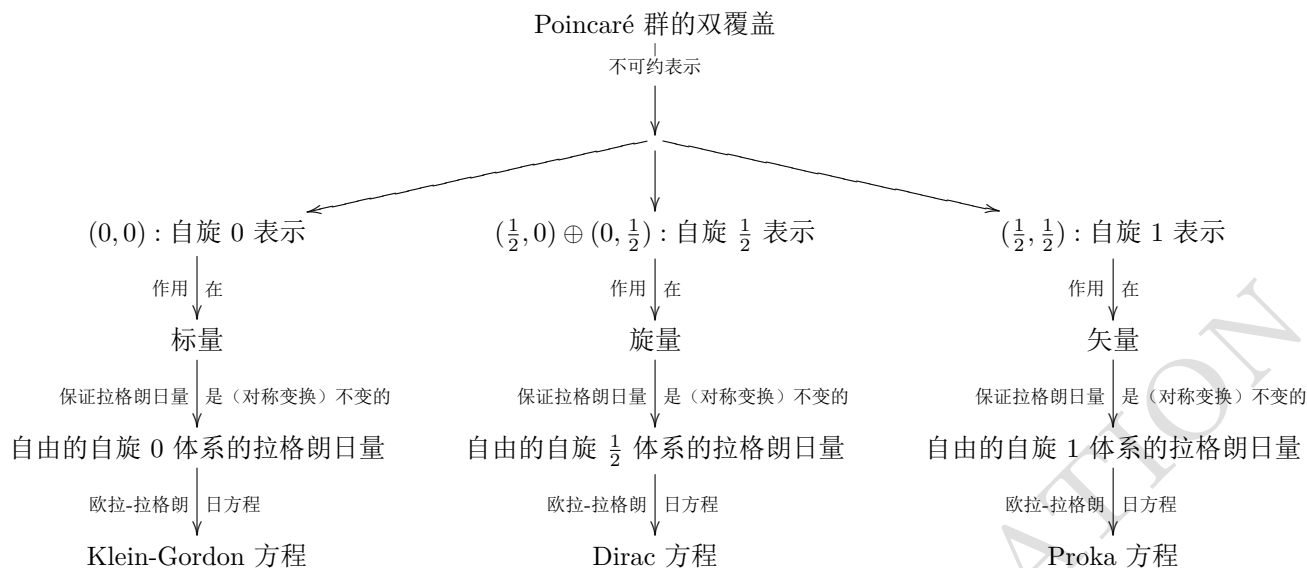 Poincaré 群的双覆盖
不可约表示
(0, 0) : 自旋 0 表示
(1/2, 0) ⊕ (0, 1/2) : 自旋 1/2 表示
(1/2, 1/2) : 自旋 1 表示
作用 在
作用 在
作用 在
标量
旋量
矢量
保证拉格朗日量 是（对称变换）不变的
保证拉格朗日量 是（对称变换）不变的
保证拉格朗日量 是（对称变换）不变的
自由的自旋 0 体系的拉格朗日量
自由的自旋 1/2 体系的拉格朗日量
自由的自旋 1 体系的拉格朗日量
欧拉-拉格朗 日方程
欧拉-拉格朗 日方程
欧拉-拉格朗 日方程
Klein-Gordon 方程
Dirac 方程
Proka 方程
ATION